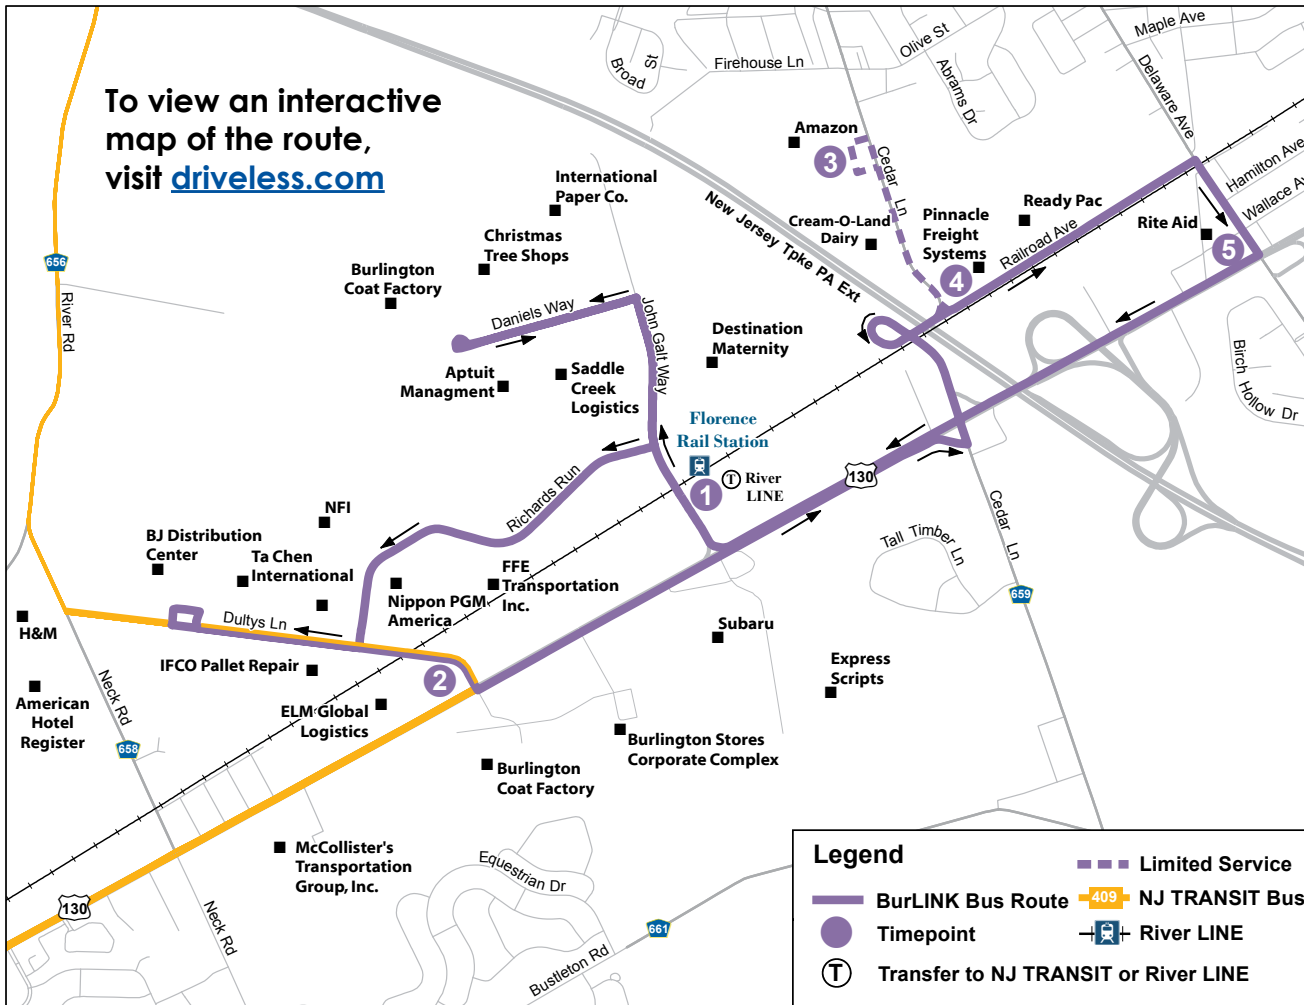 To view an interactive
map of the route,
visit driveless.com
Broad St
Firehouse Ln
Olive St
Abrams Dr
Maple Ave
Delaware Ave
Hamilton Ave
Wallace Av
Amazon
3
Cedar Ln
New Jersey Tpke PA Ext
International
Paper Co.
Christmas
Tree Shops
Burlington
Coat Factory
Cream-O-Land
Dairy
Pinnacle
Freight
Systems
4
Ready Pac
Railroad Ave
Rite Aid
5
656
River Rd
Daniels Way
John Galt Way
Destination
Maternity
Aptuit
Managment
Saddle
Creek
Logistics
Birch Hollow Dr
Florence
Rail Station
1
T
River
LINE
130
Richards Run
Cedar Ln
Tall Timber Ln
659
NFI
BJ Distribution
Center
Ta Chen
International
FFE
Transportation
Inc.
Nippon PGM
America
Dultys Ln
H&M
Subaru
IFCO Pallet Repair
2
Express
Scripts
American
Hotel
Register
Neck Rd
658
ELM Global
Logistics
Burlington Stores
Corporate Complex
Burlington
Coat Factory
McCollister's
Transportation
Group, Inc.
Equestrian Dr
130
Neck Rd
661
Bustleton Rd
Legend
BurLINK Bus Route
Timepoint
T Transfer to NJ TRANSIT or River LINE
Limited Service
409 NJ TRANSIT Bus
River LINE